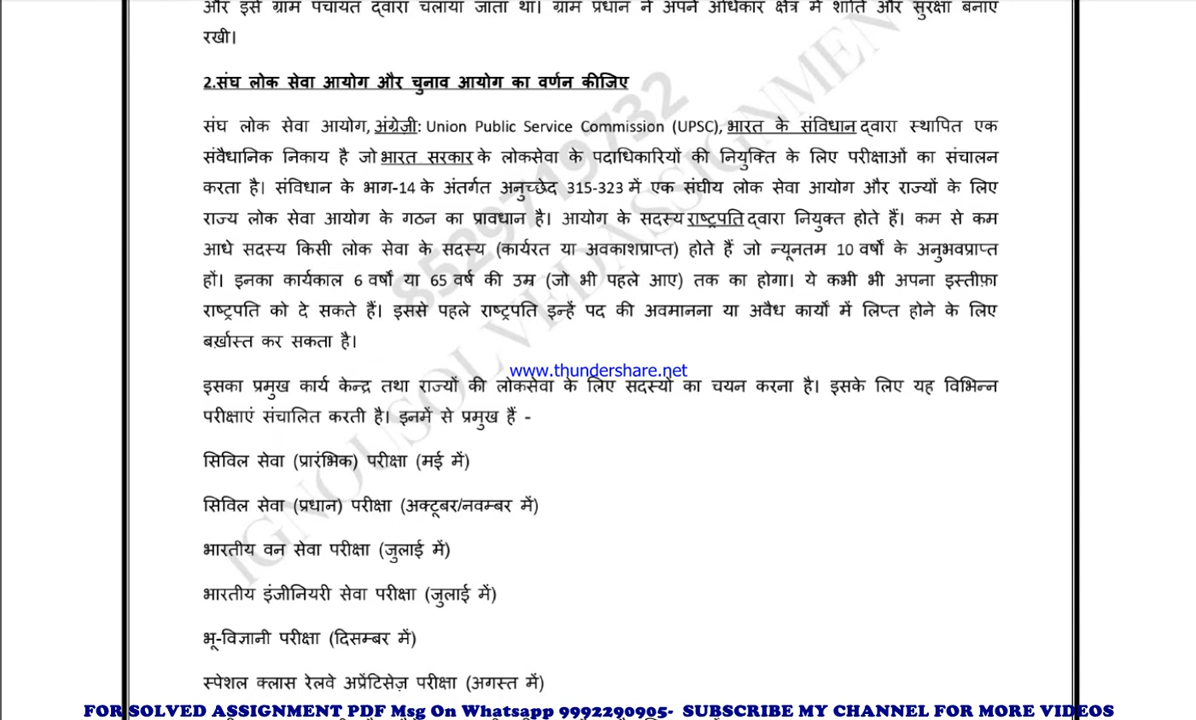 और इसे ग्राम पंचायत द्वारा चलाया जाता था। ग्राम प्रधान ने अपने अधिकार क्षेत्र में शांति और सुरक्षा बनाए
रखी।
2.संघ लोक सेवा आयोग और चुनाव आयोग का वर्णन कीजिए
संघ लोक सेवा आयोग, अंग्रेजी: Union Public Service Commission (UPSC), भारत के संविधान द्वारा स्थापित एक
संवैधानिक निकाय है जो भारत सरकार के लोकसेवा के पदाधिकारियों की नियुक्ति के लिए परीक्षाओं का संचालन
करता है। संविधान के भाग-14 के अंतर्गत अनुच्छेद 315-323 में एक संघीय लोक सेवा आयोग और राज्यों के लिए
राज्य लोक सेवा आयोग के गठन का प्रावधान है। आयोग के सदस्य राष्ट्रपति द्वारा नियुक्त होते हैं। कम से कम
आधे सदस्य किसी लोक सेवा के सदस्य (कार्यरत या अवकाशप्राप्त) होते हैं जो न्यूनतम 10 वर्षों के अनुभवप्राप्त
हों। इनका कार्यकाल 6 वर्षों या 65 वर्ष की उम्र (जो भी पहले आए) तक का होगा। ये कभी भी अपना इस्तीफ़ा
राष्ट्रपति को दे सकते हैं। इससे पहले राष्ट्रपति इन्हें पद की अवमानना या अवैध कार्यों में लिप्त होने के लिए
बर्ख़ास्त कर सकता है।
www.thundershare.net
इसका प्रमुख कार्य केन्द्र तथा राज्यों की लोकसेवा के लिए सदस्यों का चयन करना है। इसके लिए यह विभिन्न
परीक्षाएं संचालित करती है। इनमें से प्रमुख हैं -
सिविल सेवा (प्रारंभिक) परीक्षा (मई में)
सिविल सेवा (प्रधान) परीक्षा (अक्टूबर/नवम्बर में)
भारतीय वन सेवा परीक्षा (जुलाई में)
भारतीय इंजीनियरी सेवा परीक्षा (जुलाई में)
भू-विज्ञानी परीक्षा (दिसम्बर में)
स्पेशल क्लास रेलवे अप्रेंटिसेज़ परीक्षा (अगस्त में)
FOR SOLVED ASSIGNMENT PDF Msg On Whatsapp 9992290905- SUBSCRIBE MY CHANNEL FOR MORE VIDEOS
IGNOUSOLVEDASSIGNMEN
8529719732